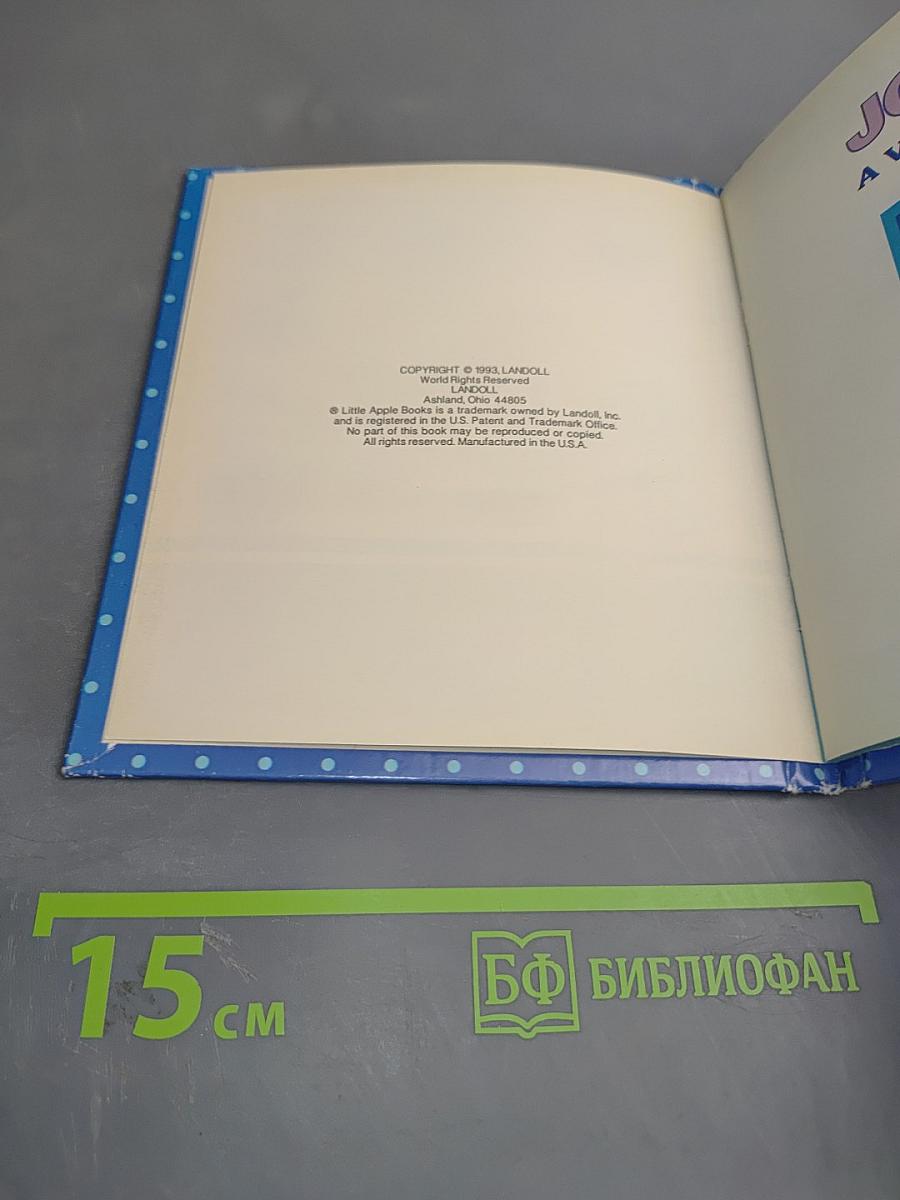 COPYRIGHT © 1993, LANDOLL
World Rights Reserved
LANDOLL
Ashland, Ohio 44805
® Little Apple Books is a trademark owned by Landoll, Inc.
and is registered in the U.S. Patent and Trademark Office.
No part of this book may be reproduced or copied.
All rights reserved. Manufactured in the U.S.A.
A
15 см
БФ БИБЛИОФАН